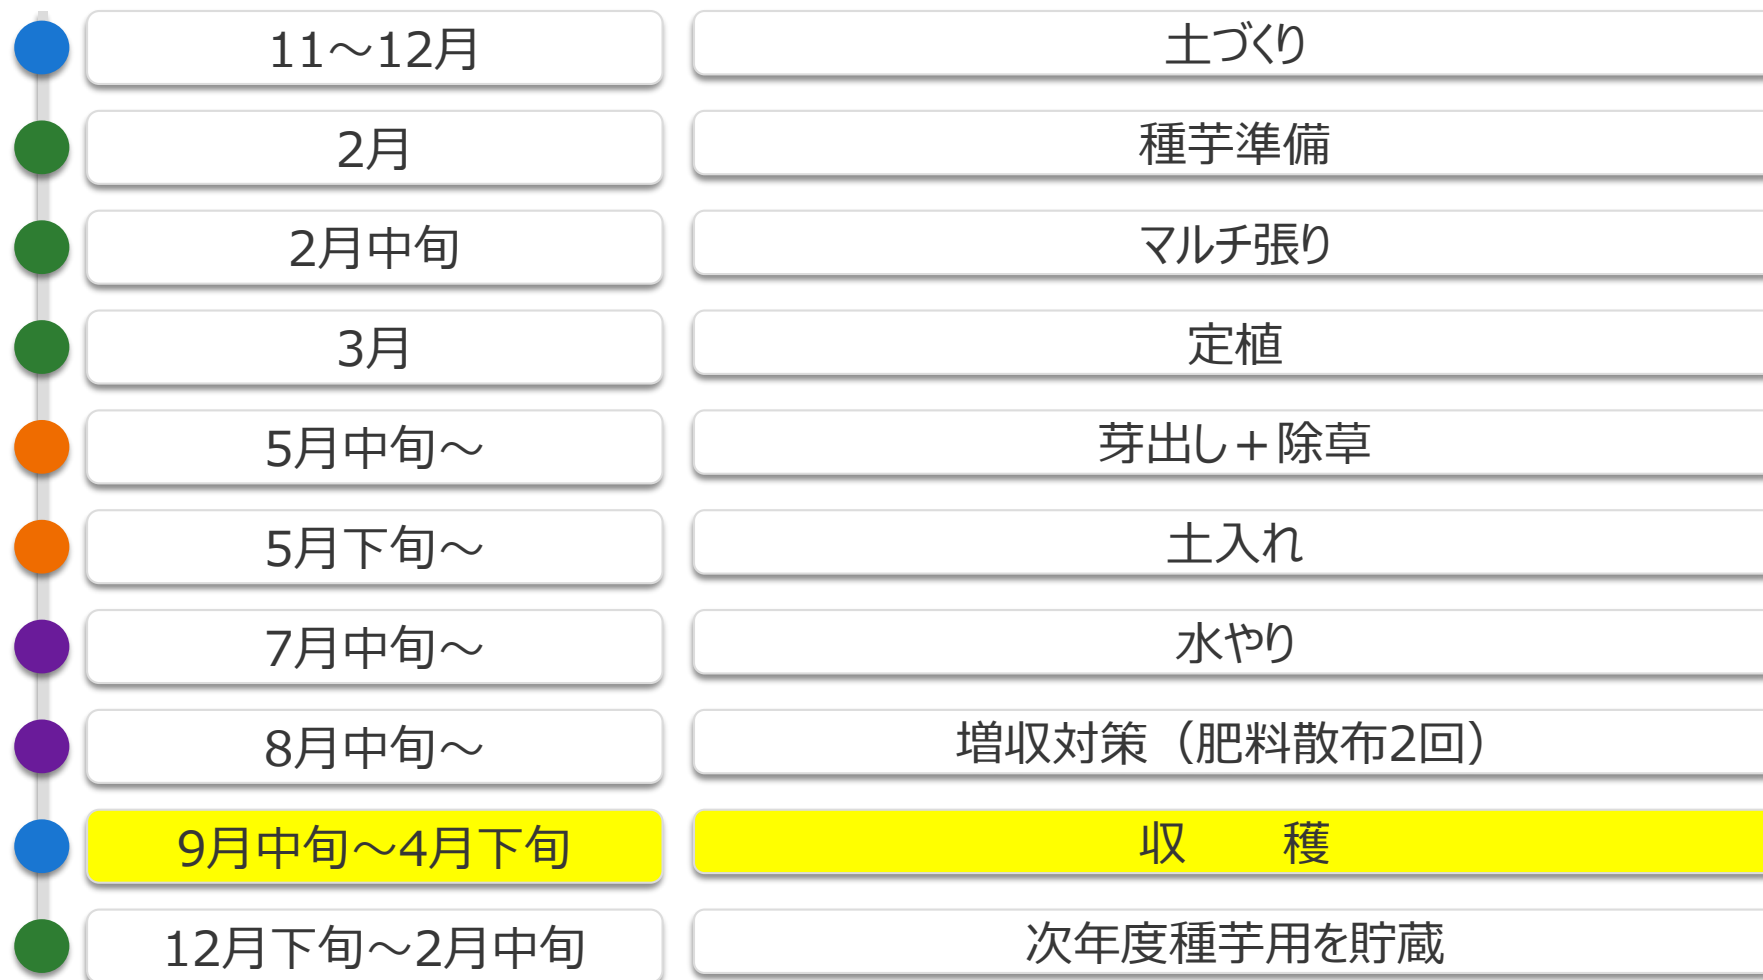 11～12月
土づくり
2月
種芋準備
2月中旬
マルチ張り
3月
定植
5月中旬～
芽出し＋除草
5月下旬～
土入れ
7月中旬～
水やり
8月中旬～
増収対策（肥料散布2回）
9月中旬～4月下旬
収　　穫
12月下旬～2月中旬
次年度種芋用を貯蔵